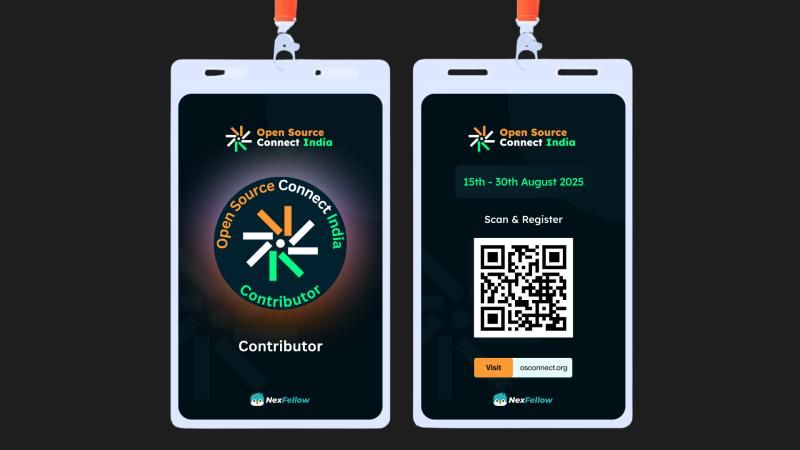 Open Source
Connect India
Open Source Connect India
Contributor
Contributor
NexFellow
Open Source
Connect India
15th - 30th August 2025
Scan & Register
Visit osconnect.org
NexFellow